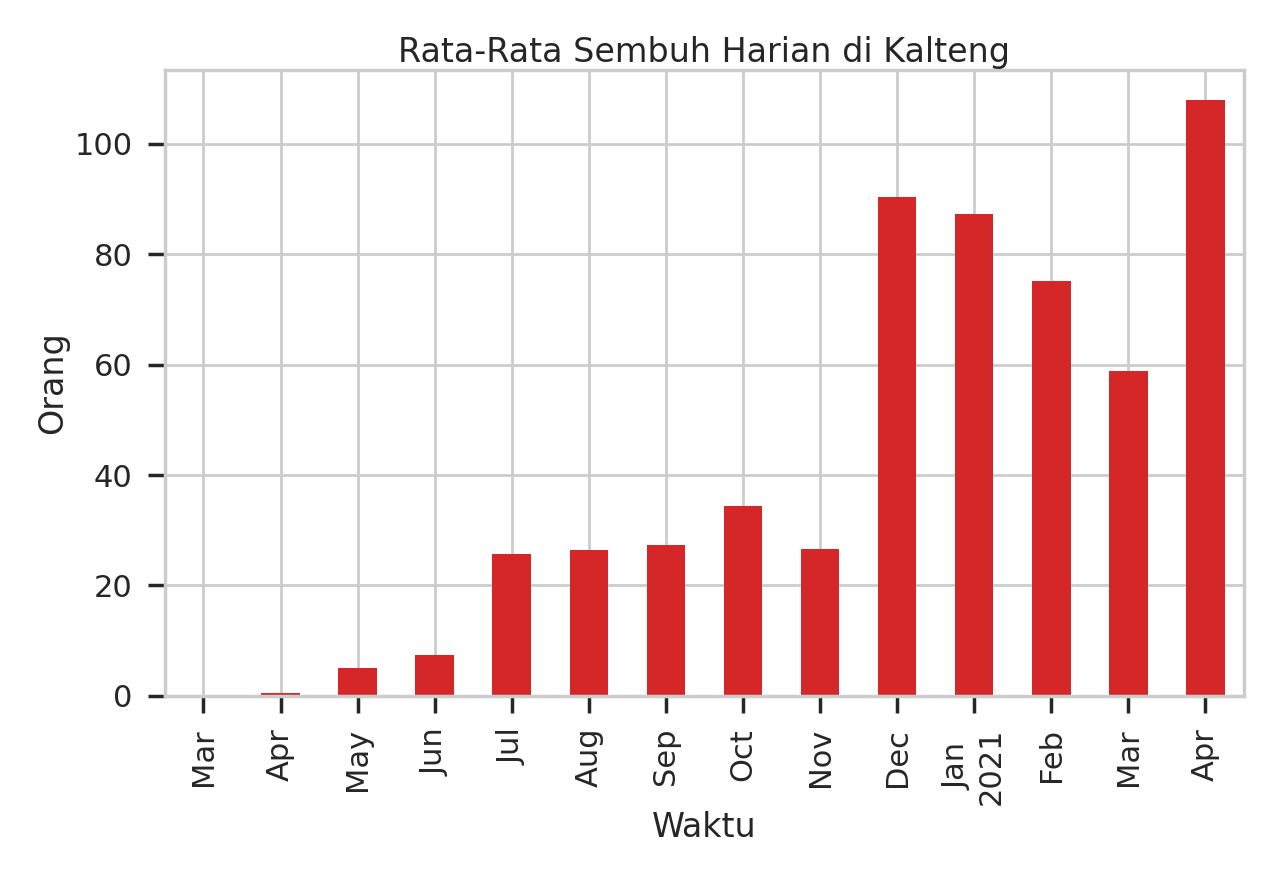 Rata-Rata Sembuh Harian di Kalteng
100
80
60
40
20
0
Orang
Mar
Apr
May
Jun
Jul
Aug
Sep
Oct
Nov
Dec
Jan
2021
Feb
Mar
Apr
Waktu